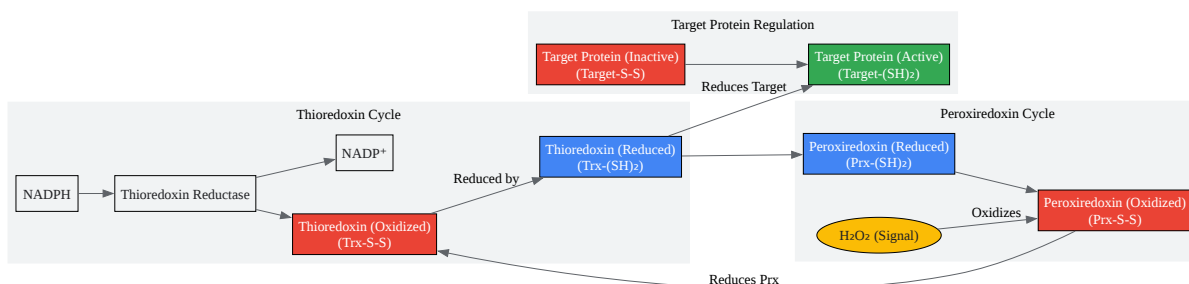 Target Protein Regulation
Target Protein (Inactive)
(Target-S-S)
Target Protein (Active)
(Target-(SH)₂)
Reduces Target
Thioredoxin Cycle
NADPH
Thioredoxin Reductase
NADP⁺
Thioredoxin (Oxidized)
(Trx-S-S)
Reduced by
Thioredoxin (Reduced)
(Trx-(SH)₂)
Peroxiredoxin Cycle
Peroxiredoxin (Reduced)
(Prx-(SH)₂)
H₂O₂ (Signal)
Oxidizes
Peroxiredoxin (Oxidized)
(Prx-S-S)
Reduces Prx